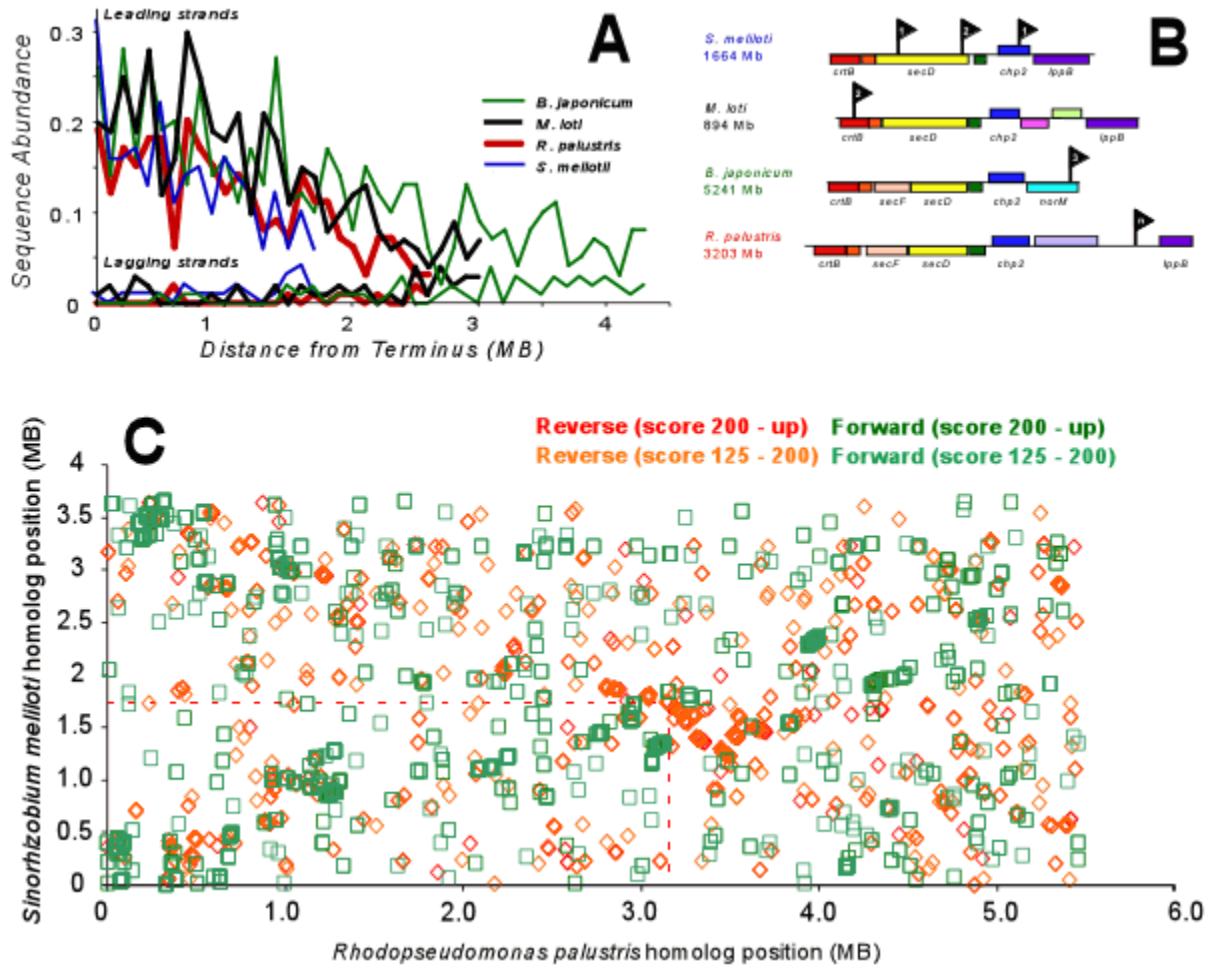 Leading strands
A
Sequence Abundance
0.3
0.2
0.1
0
B. japonicum
M. loti
R. palustris
S. mellotii
Lagging strands
0 1 2 3 4
Distance from Terminus (MB)
B
S. meliloti
1664 Mb
crtB secD chp2 lppB
M. loti
894 Mb
crtB secD chp2 lppB
B. japonicum
5241 Mb
crtB secF secD chp2 norM
R. palustris
3203 Mb
crtB secF secD chp2 lppB
C
Reverse (score 200 - up) Forward (score 200 - up)
Reverse (score 125 - 200) Forward (score 125 - 200)
Sinorhizobium meliloti homolog position (MB)
4
3.5
3
2.5
2
1.5
1.0
0.5
0
0 1.0 2.0 3.0 4.0 5.0 6.0
Rhodopseudomonas palustris homolog position (MB)